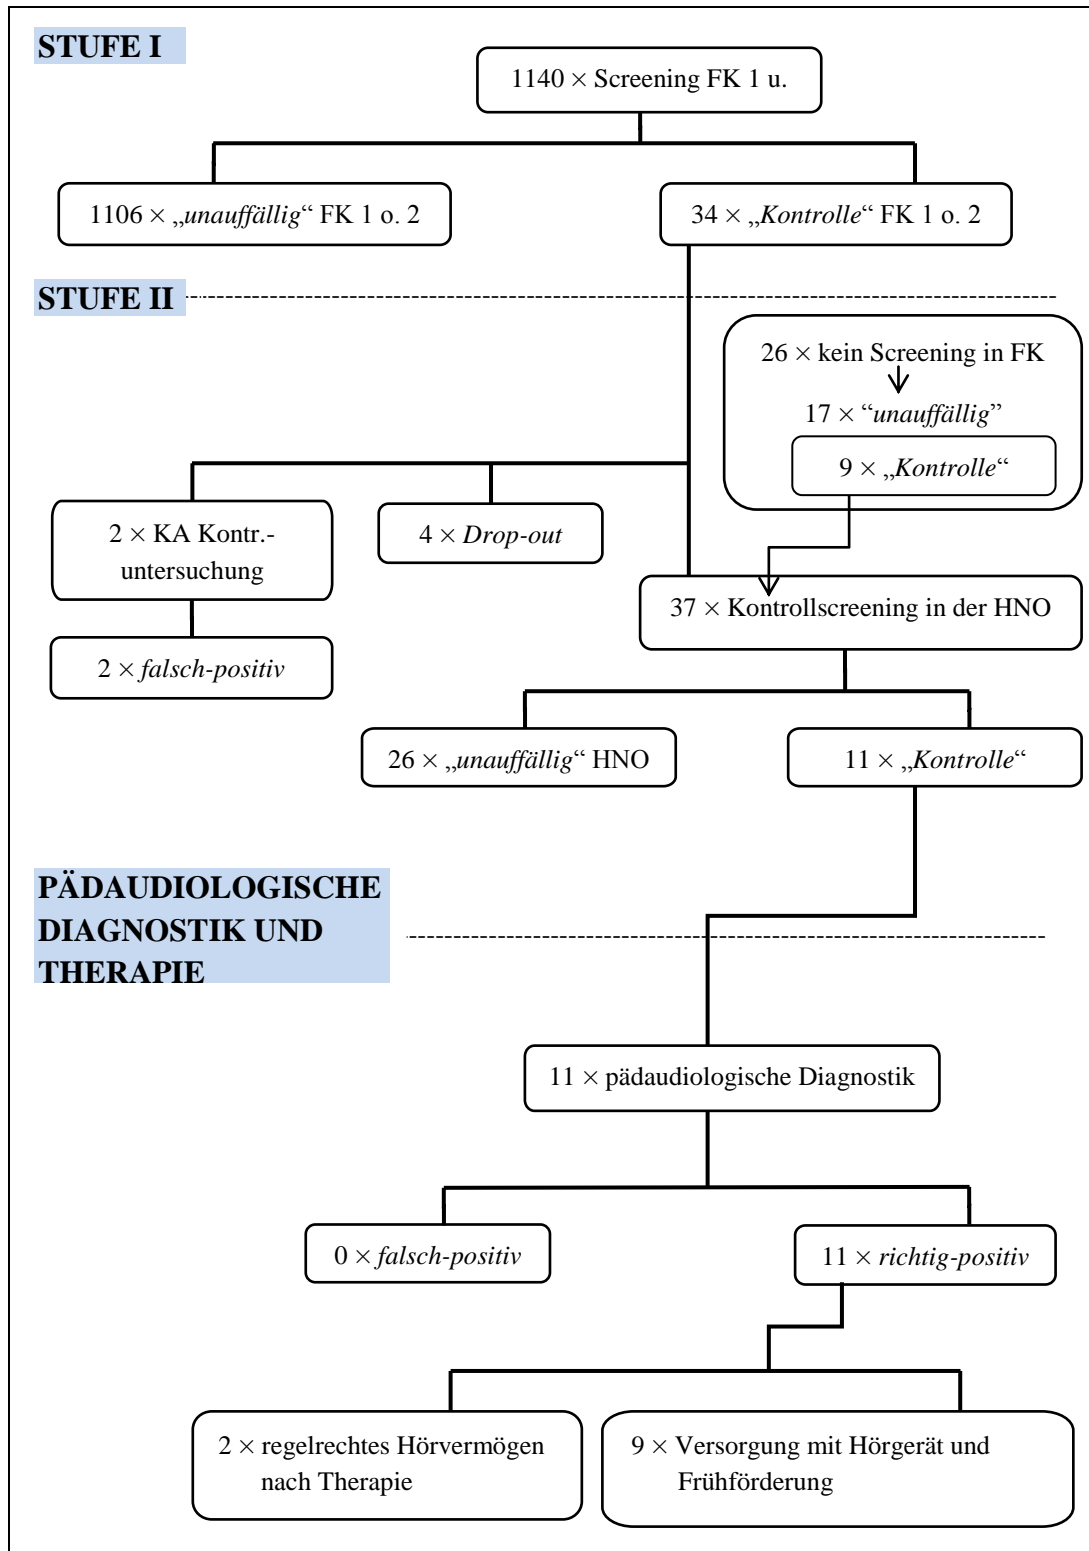 STUFE I
1140 × Screening FK 1 u.
1106 × „unauffällig“ FK 1 o. 2
34 × „Kontrolle“ FK 1 o. 2
STUFE II
26 × kein Screening in FK
17 × “unauffällig”
9 × „Kontrolle“
2 × KA Kontr.-
untersuchung
4 × Drop-out
37 × Kontrollscreening in der HNO
2 × falsch-positiv
26 × „unauffällig“ HNO
11 × „Kontrolle“
PÄDAUDIOLOGISCHE
DIAGNOSTIK UND
THERAPIE
11 × pädaudiologische Diagnostik
0 × falsch-positiv
11 × richtig-positiv
2 × regelrechtes Hörvermögen
nach Therapie
9 × Versorgung mit Hörgerät und
Frühförderung